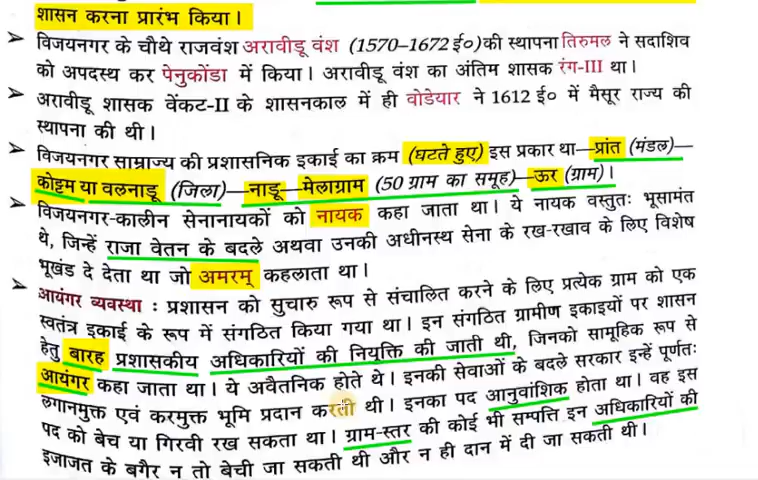 शासन करना प्रारंभ किया।
➤ विजयनगर के चौथे राजवंश अरावीडू वंश (1570–1672 ई०) की स्थापना तिरुमल ने सदाशिव
को अपदस्थ कर पेनुकोंडा में किया। अरावीडू वंश का अंतिम शासक रंग-III था।
➤ अरावीडू शासक वेंकट-II के शासनकाल में ही वोडेयार ने 1612 ई० में मैसूर राज्य की
स्थापना की थी।
➤ विजयनगर साम्राज्य की प्रशासनिक इकाई का क्रम (घटते हुए) इस प्रकार था—प्रांत (मंडल)—
कोट्टम या वलनाडू (जिला)—नाडू—मेलाग्राम (50 ग्राम का समूह)—ऊर (ग्राम)।
➤ विजयनगर-कालीन सेनानायकों को नायक कहा जाता था। ये नायक वस्तुतः भूसामंत
थे, जिन्हें राजा वेतन के बदले अथवा उनकी अधीनस्थ सेना के रख-रखाव के लिए विशेष
भूखंड दे देता था जो अमरम् कहलाता था।
➤ आयंगर व्यवस्था : प्रशासन को सुचारु रूप से संचालित करने के लिए प्रत्येक ग्राम को एक
स्वतंत्र इकाई के रूप में संगठित किया गया था। इन संगठित ग्रामीण इकाइयों पर शासन
हेतु बारह प्रशासकीय अधिकारियों की नियुक्ति की जाती थी, जिनको सामूहिक रूप से
आयंगर कहा जाता था। ये अवैतनिक होते थे। इनकी सेवाओं के बदले सरकार इन्हें पूर्णतः
लगानमुक्त एवं करमुक्त भूमि प्रदान करती थी। इनका पद आनुवांशिक होता था। वह इस
पद को बेच या गिरवी रख सकता था। ग्राम-स्तर की कोई भी सम्पत्ति इन अधिकारियों की
इजाजत के बगैर न तो बेची जा सकती थी और न ही दान में दी जा सकती थी।